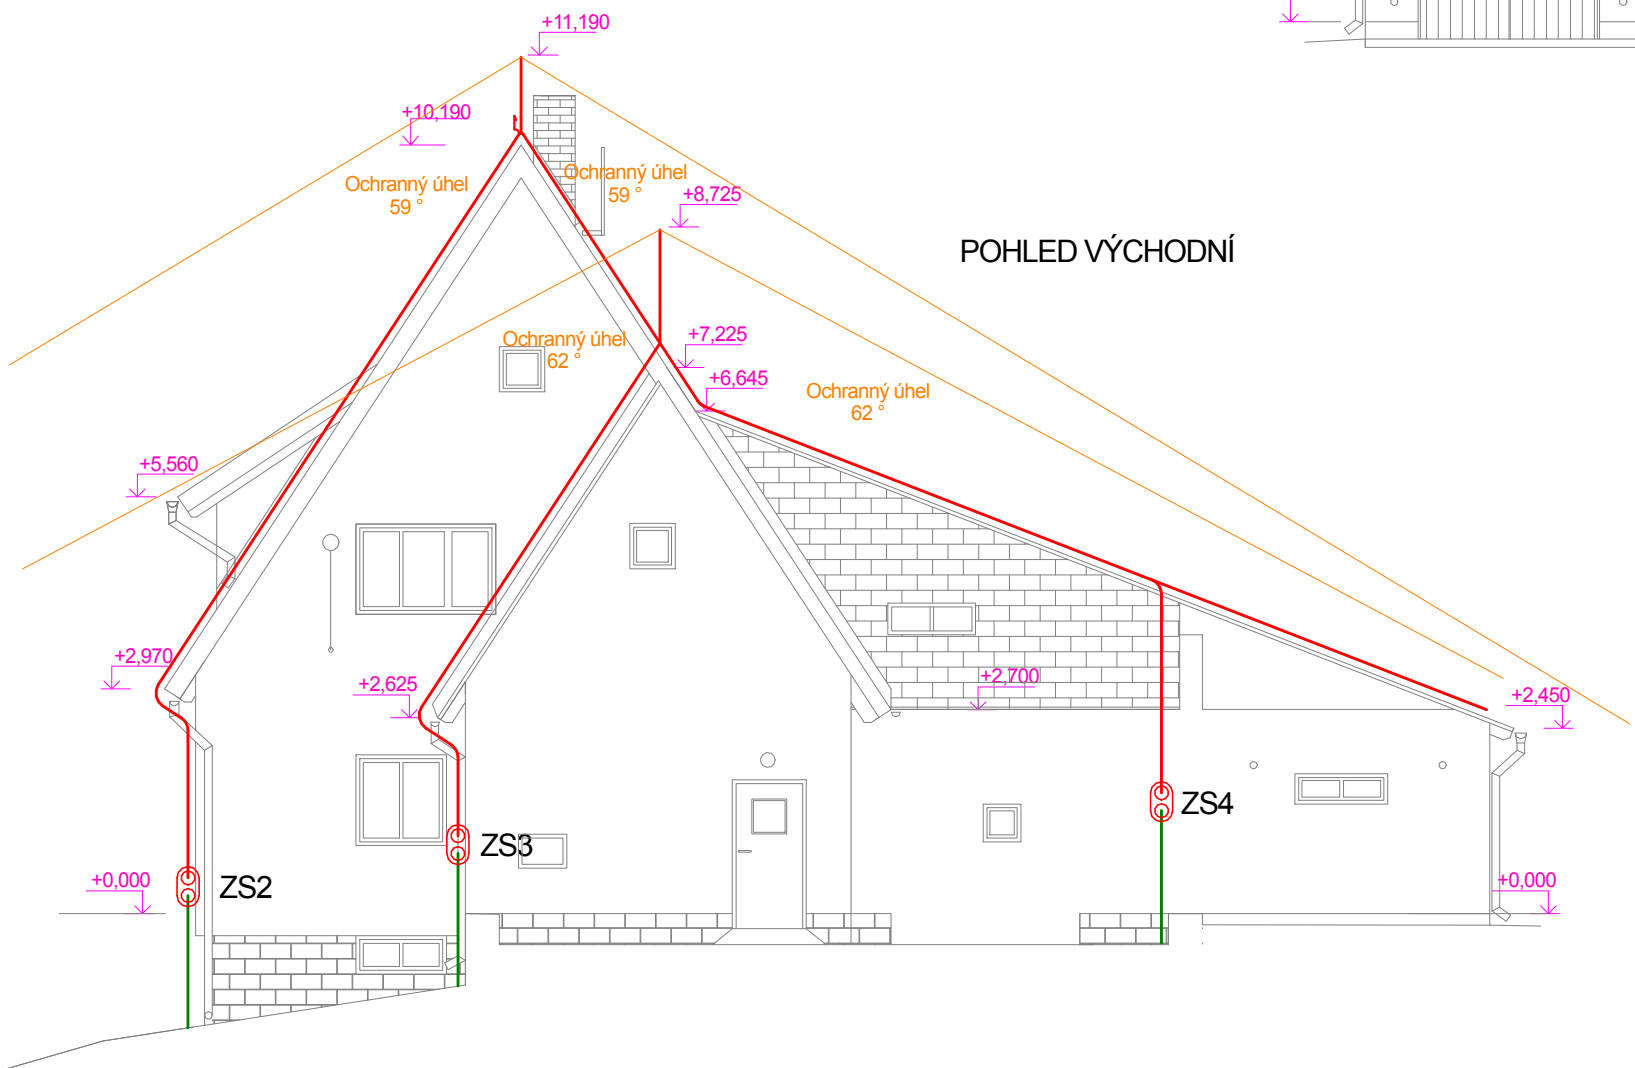 +11,190
+10,190
Ochranný úhel
59 °
Ochranný úhel
59 °
+8,725
POHLED VÝCHODNÍ
+7,225
Ochranný úhel
62 °
+6,645
Ochranný úhel
62 °
+5,560
+2,970
+2,625
+2,700
+2,450
ZS4
ZS3
+0,000
ZS2
+0,000